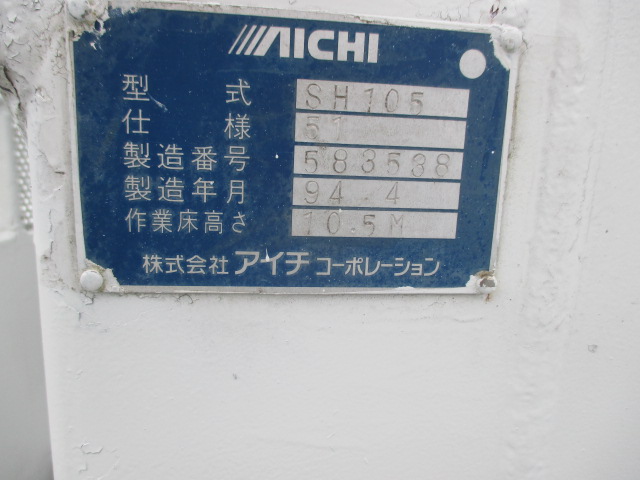 AICHI
型 式 SH105
仕 様 51
製造番号 583538
製造年月 94.4
作業床高さ 10.5M
株式会社 アイチ コーポレーション